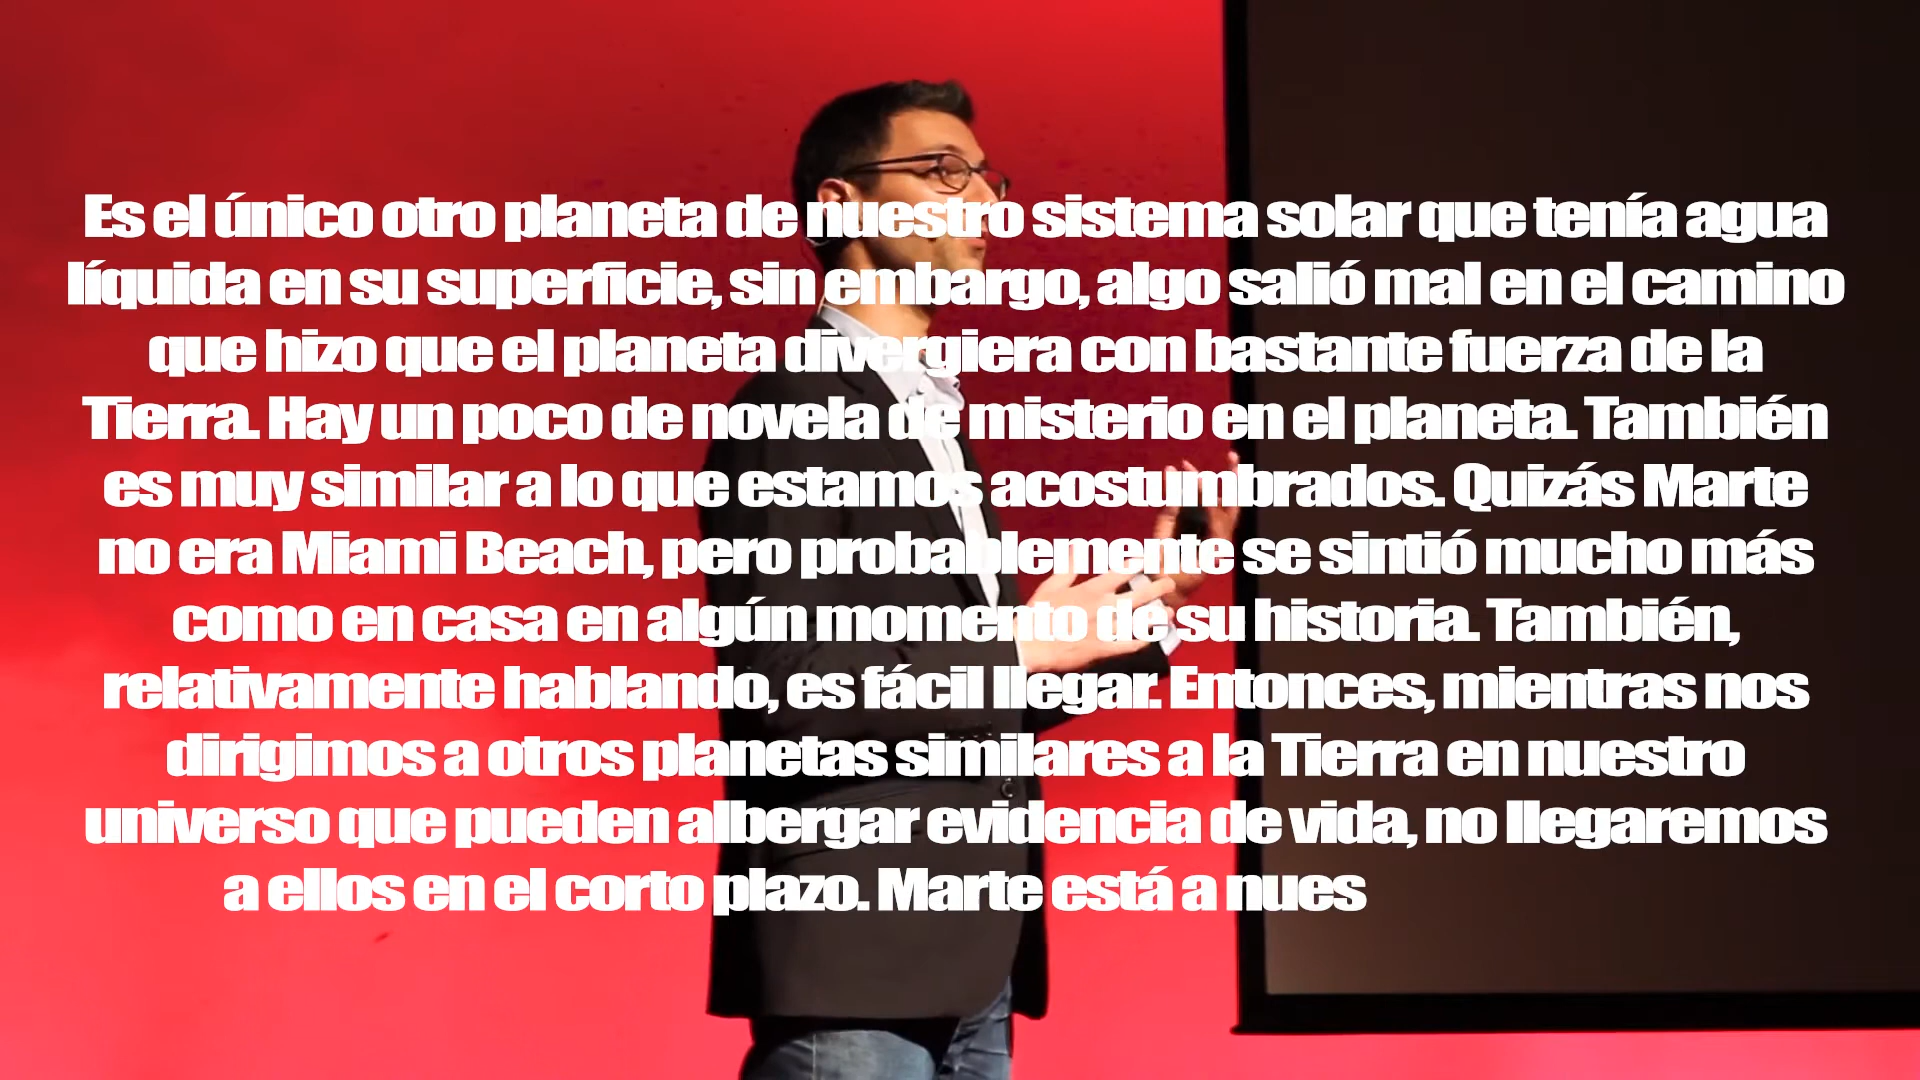 Es el único otro planeta de nuestro sistema solar que tenía agua
líquida en su superficie, sin embargo, algo salió mal en el camino
que hizo que el planeta divergiera con bastante fuerza de la
Tierra. Hay un poco de novela de misterio en el planeta. También
es muy similar a lo que estamos acostumbrados. Quizás Marte
no era Miami Beach, pero probablemente se sintió mucho más
como en casa en algún momento de su historia. También,
relativamente hablando, es fácil llegar. Entonces, mientras nos
dirigimos a otros planetas similares a la Tierra en nuestro
universo que pueden albergar evidencia de vida, no llegaremos
a ellos en el corto plazo. Marte está a nues